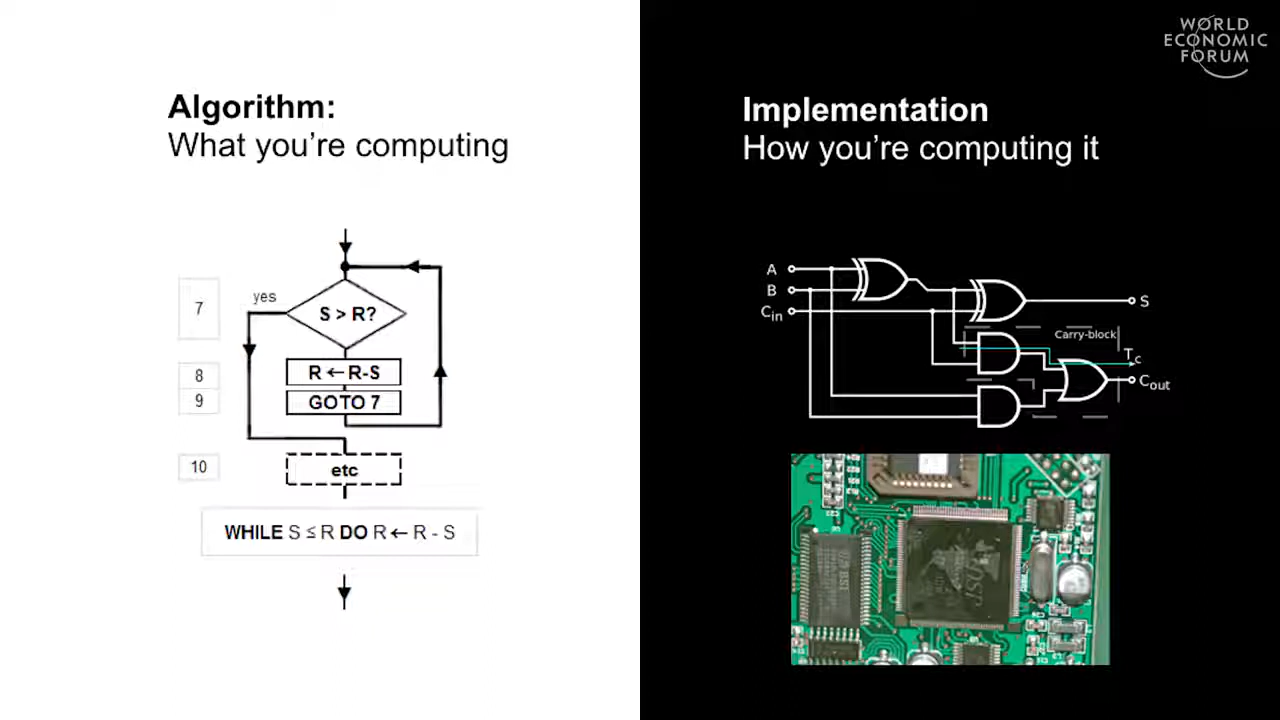 WORLD
ECONOMIC
FORUM
Algorithm:
What you're computing
yes
7
S > R?
8
R ← R-S
9
GOTO 7
10
etc
WHILE S ≤ R DO R ← R - S
Implementation
How you're computing it
A
B
Cin
S
Carry-block
Tc
Cout
DSP